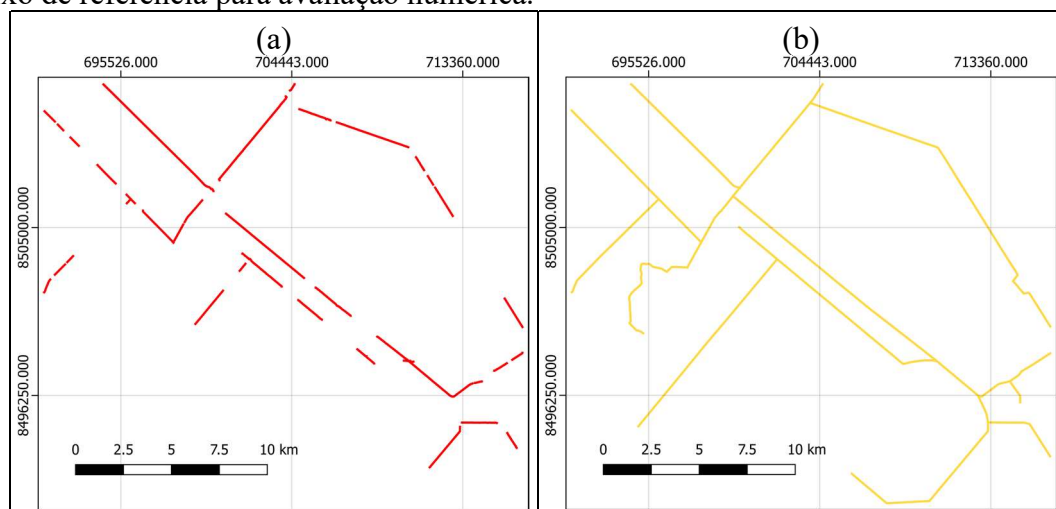 xo de referência para avaliação numérica.
(a) (b)
695526.000 704443.000 713360.000 695526.000 704443.000 713360.000
8505000.000 8505000.000
8496250.000 8496250.000
0 2.5 5 7.5 10 km 0 2.5 5 7.5 10 km